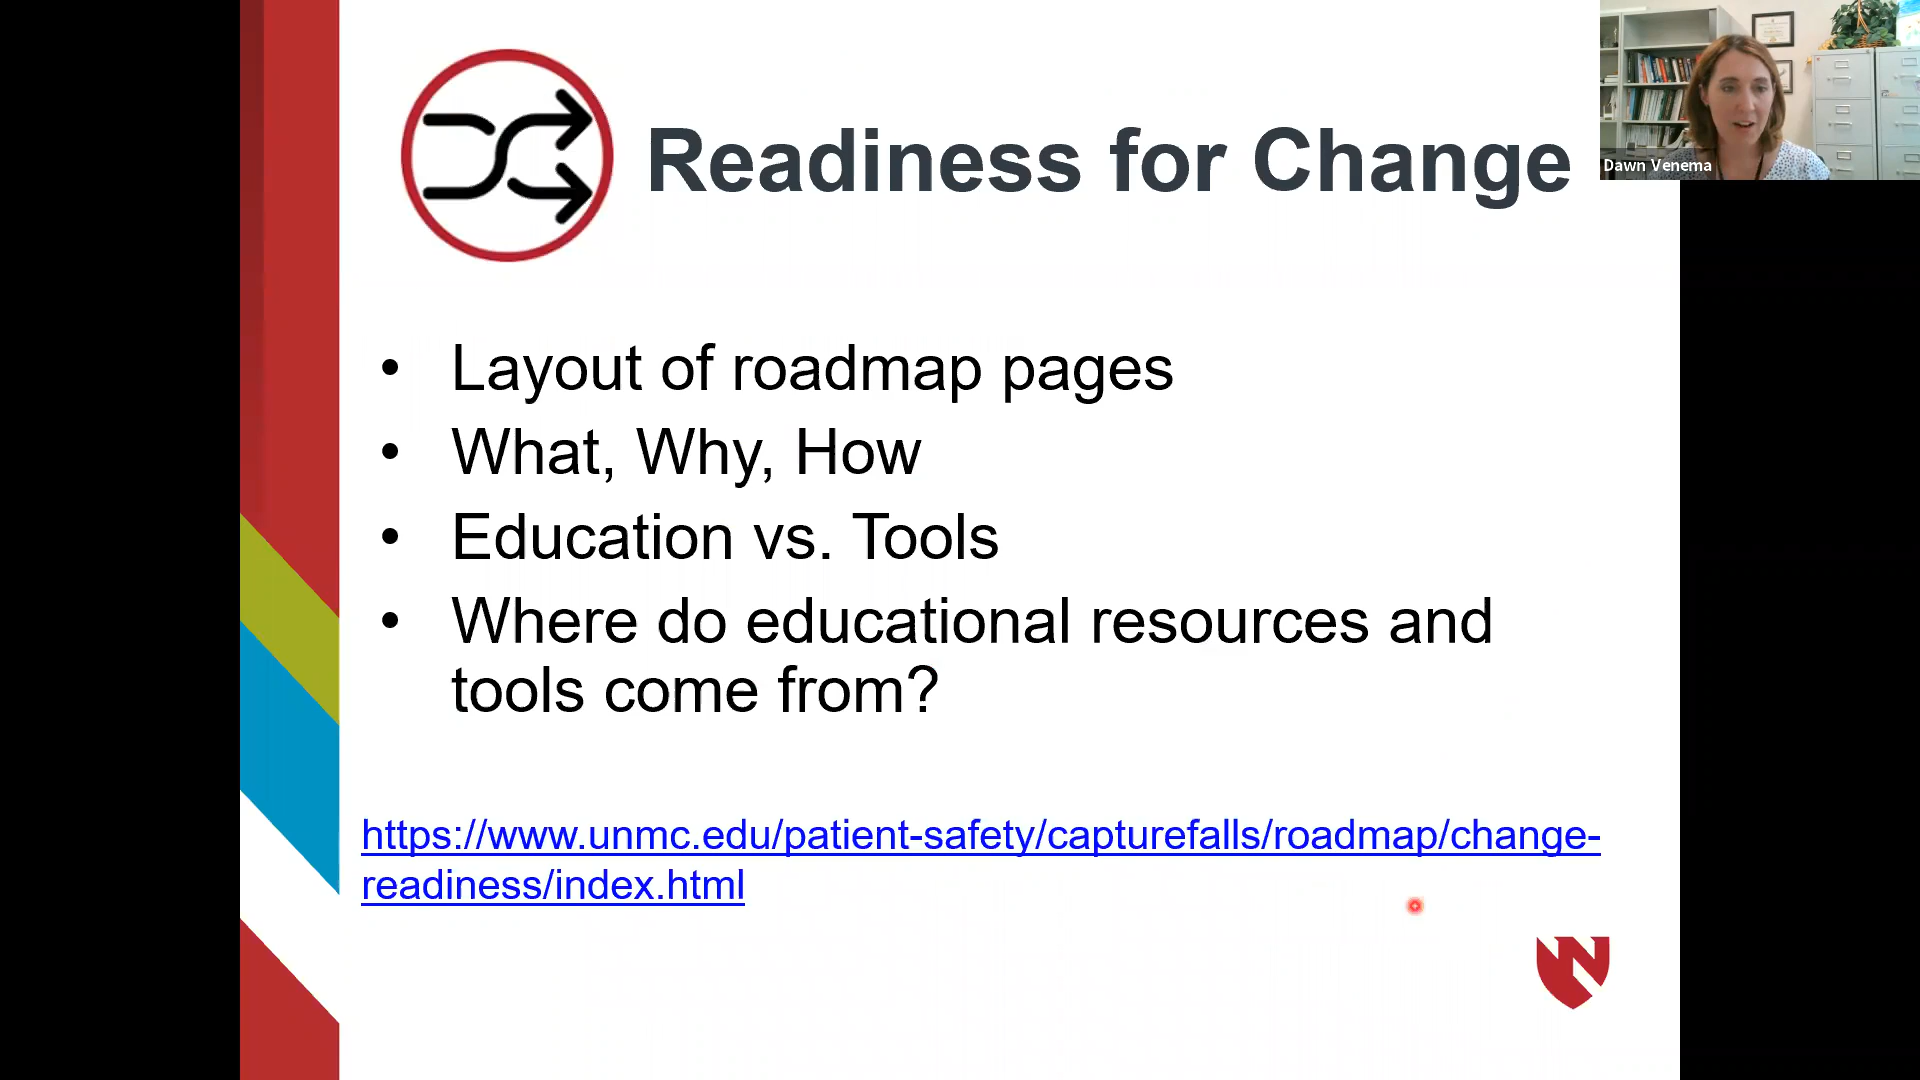 Readiness for Change
Dawn Venema
• Layout of roadmap pages
• What, Why, How
• Education vs. Tools
• Where do educational resources and
tools come from?
https://www.unmc.edu/patient-safety/capturefalls/roadmap/change-
readiness/index.html